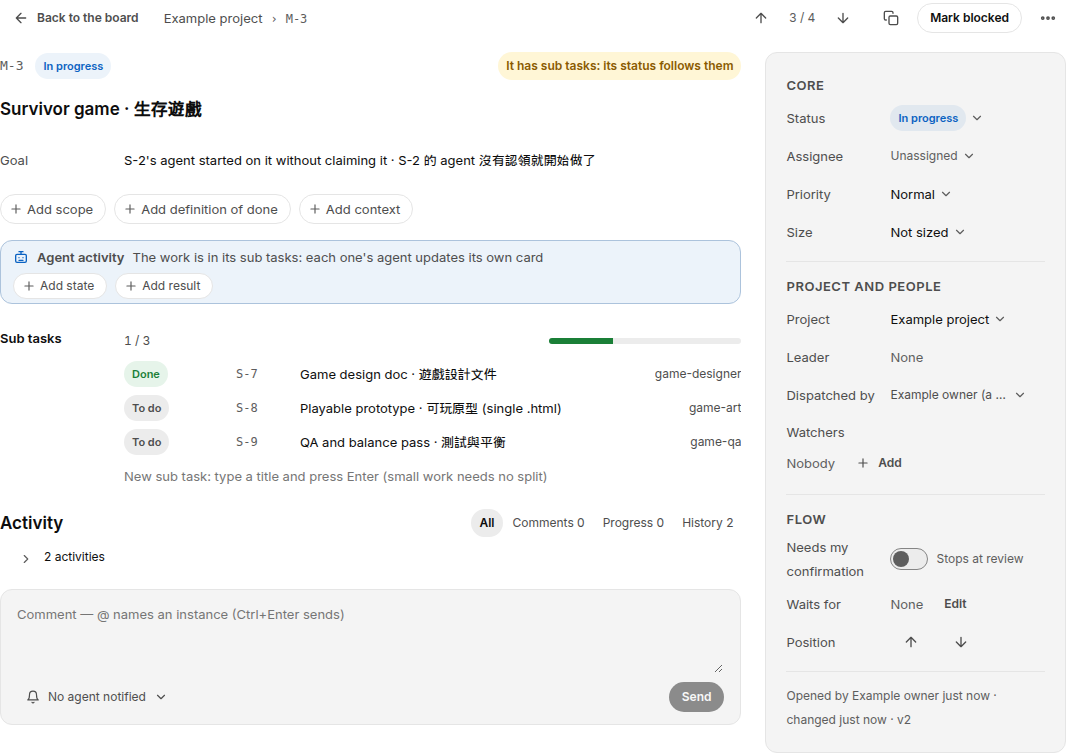 Back to the board
Example project › M-3
3 / 4
Mark blocked
M-3
In progress
It has sub tasks: its status follows them
Survivor game · 生存遊戲
Goal
S-2's agent started on it without claiming it · S-2 的 agent 沒有認領就開始做了
+ Add scope
+ Add definition of done
+ Add context
Agent activity The work is in its sub tasks: each one's agent updates its own card
+ Add state
+ Add result
Sub tasks
1 / 3
Done S-7 Game design doc · 遊戲設計文件 game-designer
To do S-8 Playable prototype · 可玩原型 (single .html) game-art
To do S-9 QA and balance pass · 測試與平衡 game-qa
New sub task: type a title and press Enter (small work needs no split)
Activity
All Comments 0 Progress 0 History 2
2 activities
Comment — @ names an instance (Ctrl+Enter sends)
No agent notified
Send
CORE
Status In progress
Assignee Unassigned
Priority Normal
Size Not sized
PROJECT AND PEOPLE
Project Example project
Leader None
Dispatched by Example owner (a ...
Watchers
Nobody + Add
FLOW
Needs my
confirmation
Stops at review
Waits for None Edit
Position
Opened by Example owner just now ·
changed just now · v2